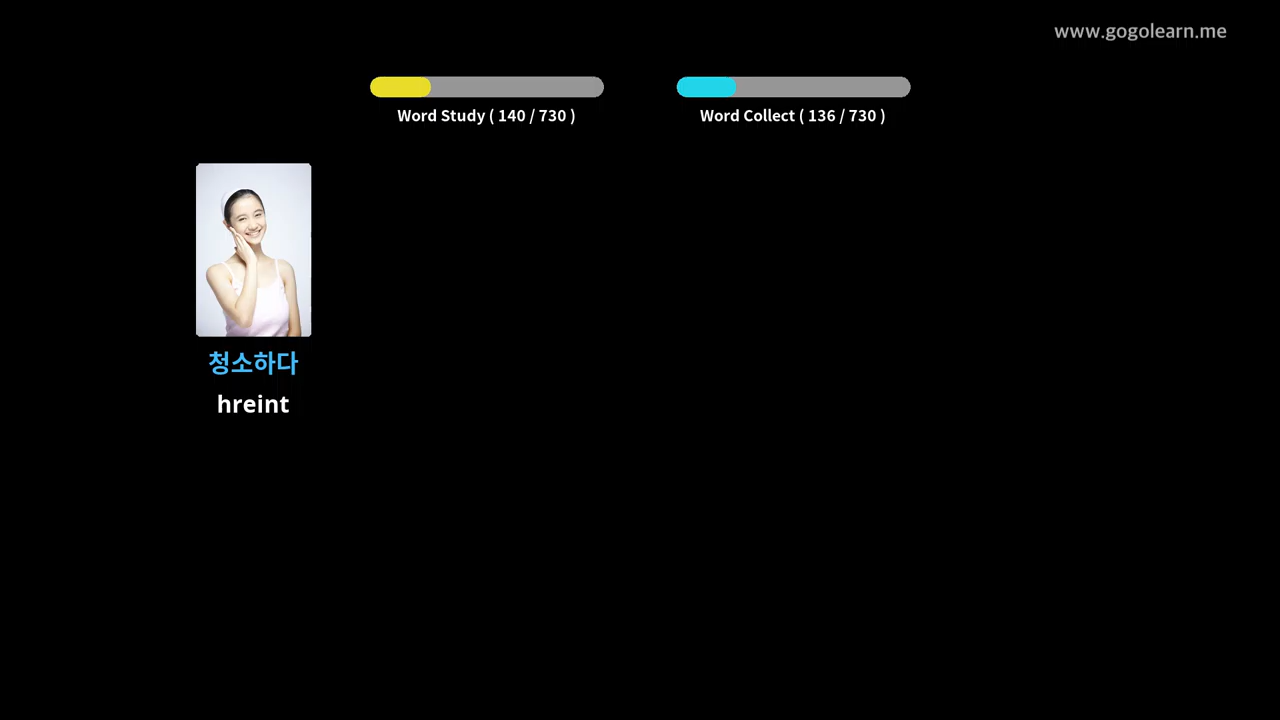 www.gogolearn.me
Word Study ( 140 / 730 )
Word Collect ( 136 / 730 )
청소하다
hreint